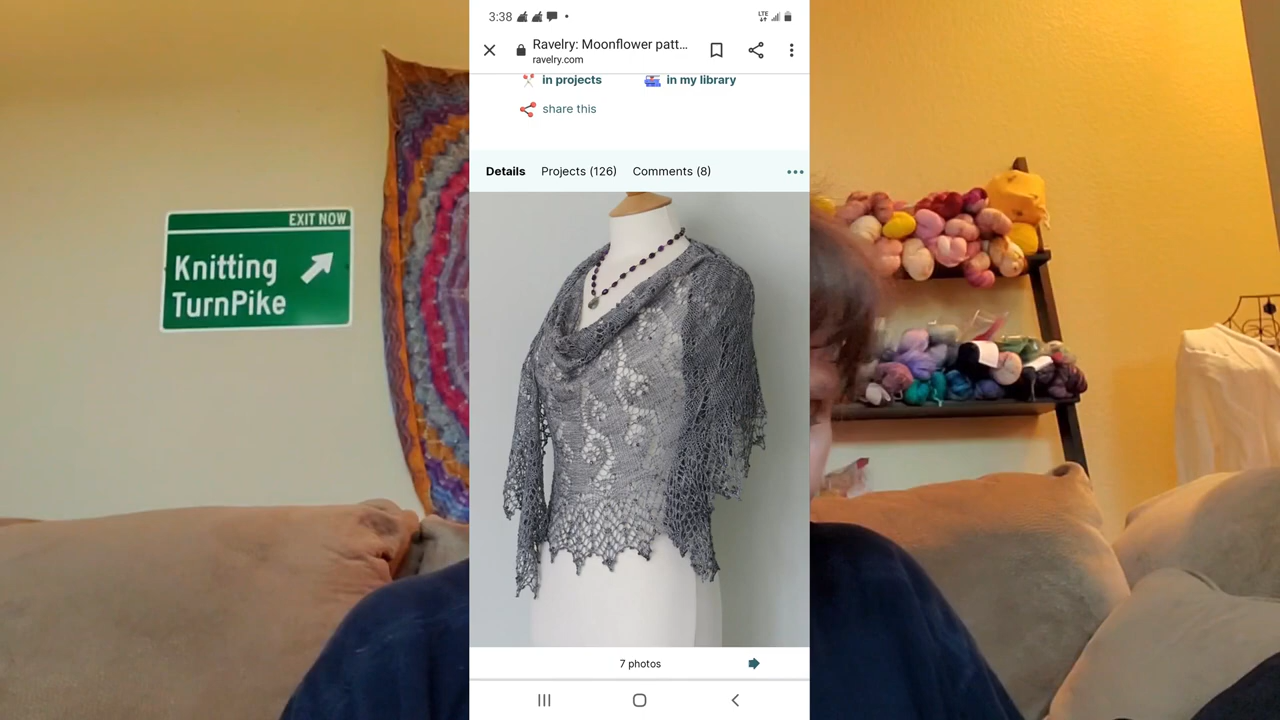 3:38
LTE
Ravelry: Moonflower patt...
ravelry.com
in projects
in my library
share this
Details
Projects (126)
Comments (8)
7 photos
EXIT NOW
Knitting
TurnPike